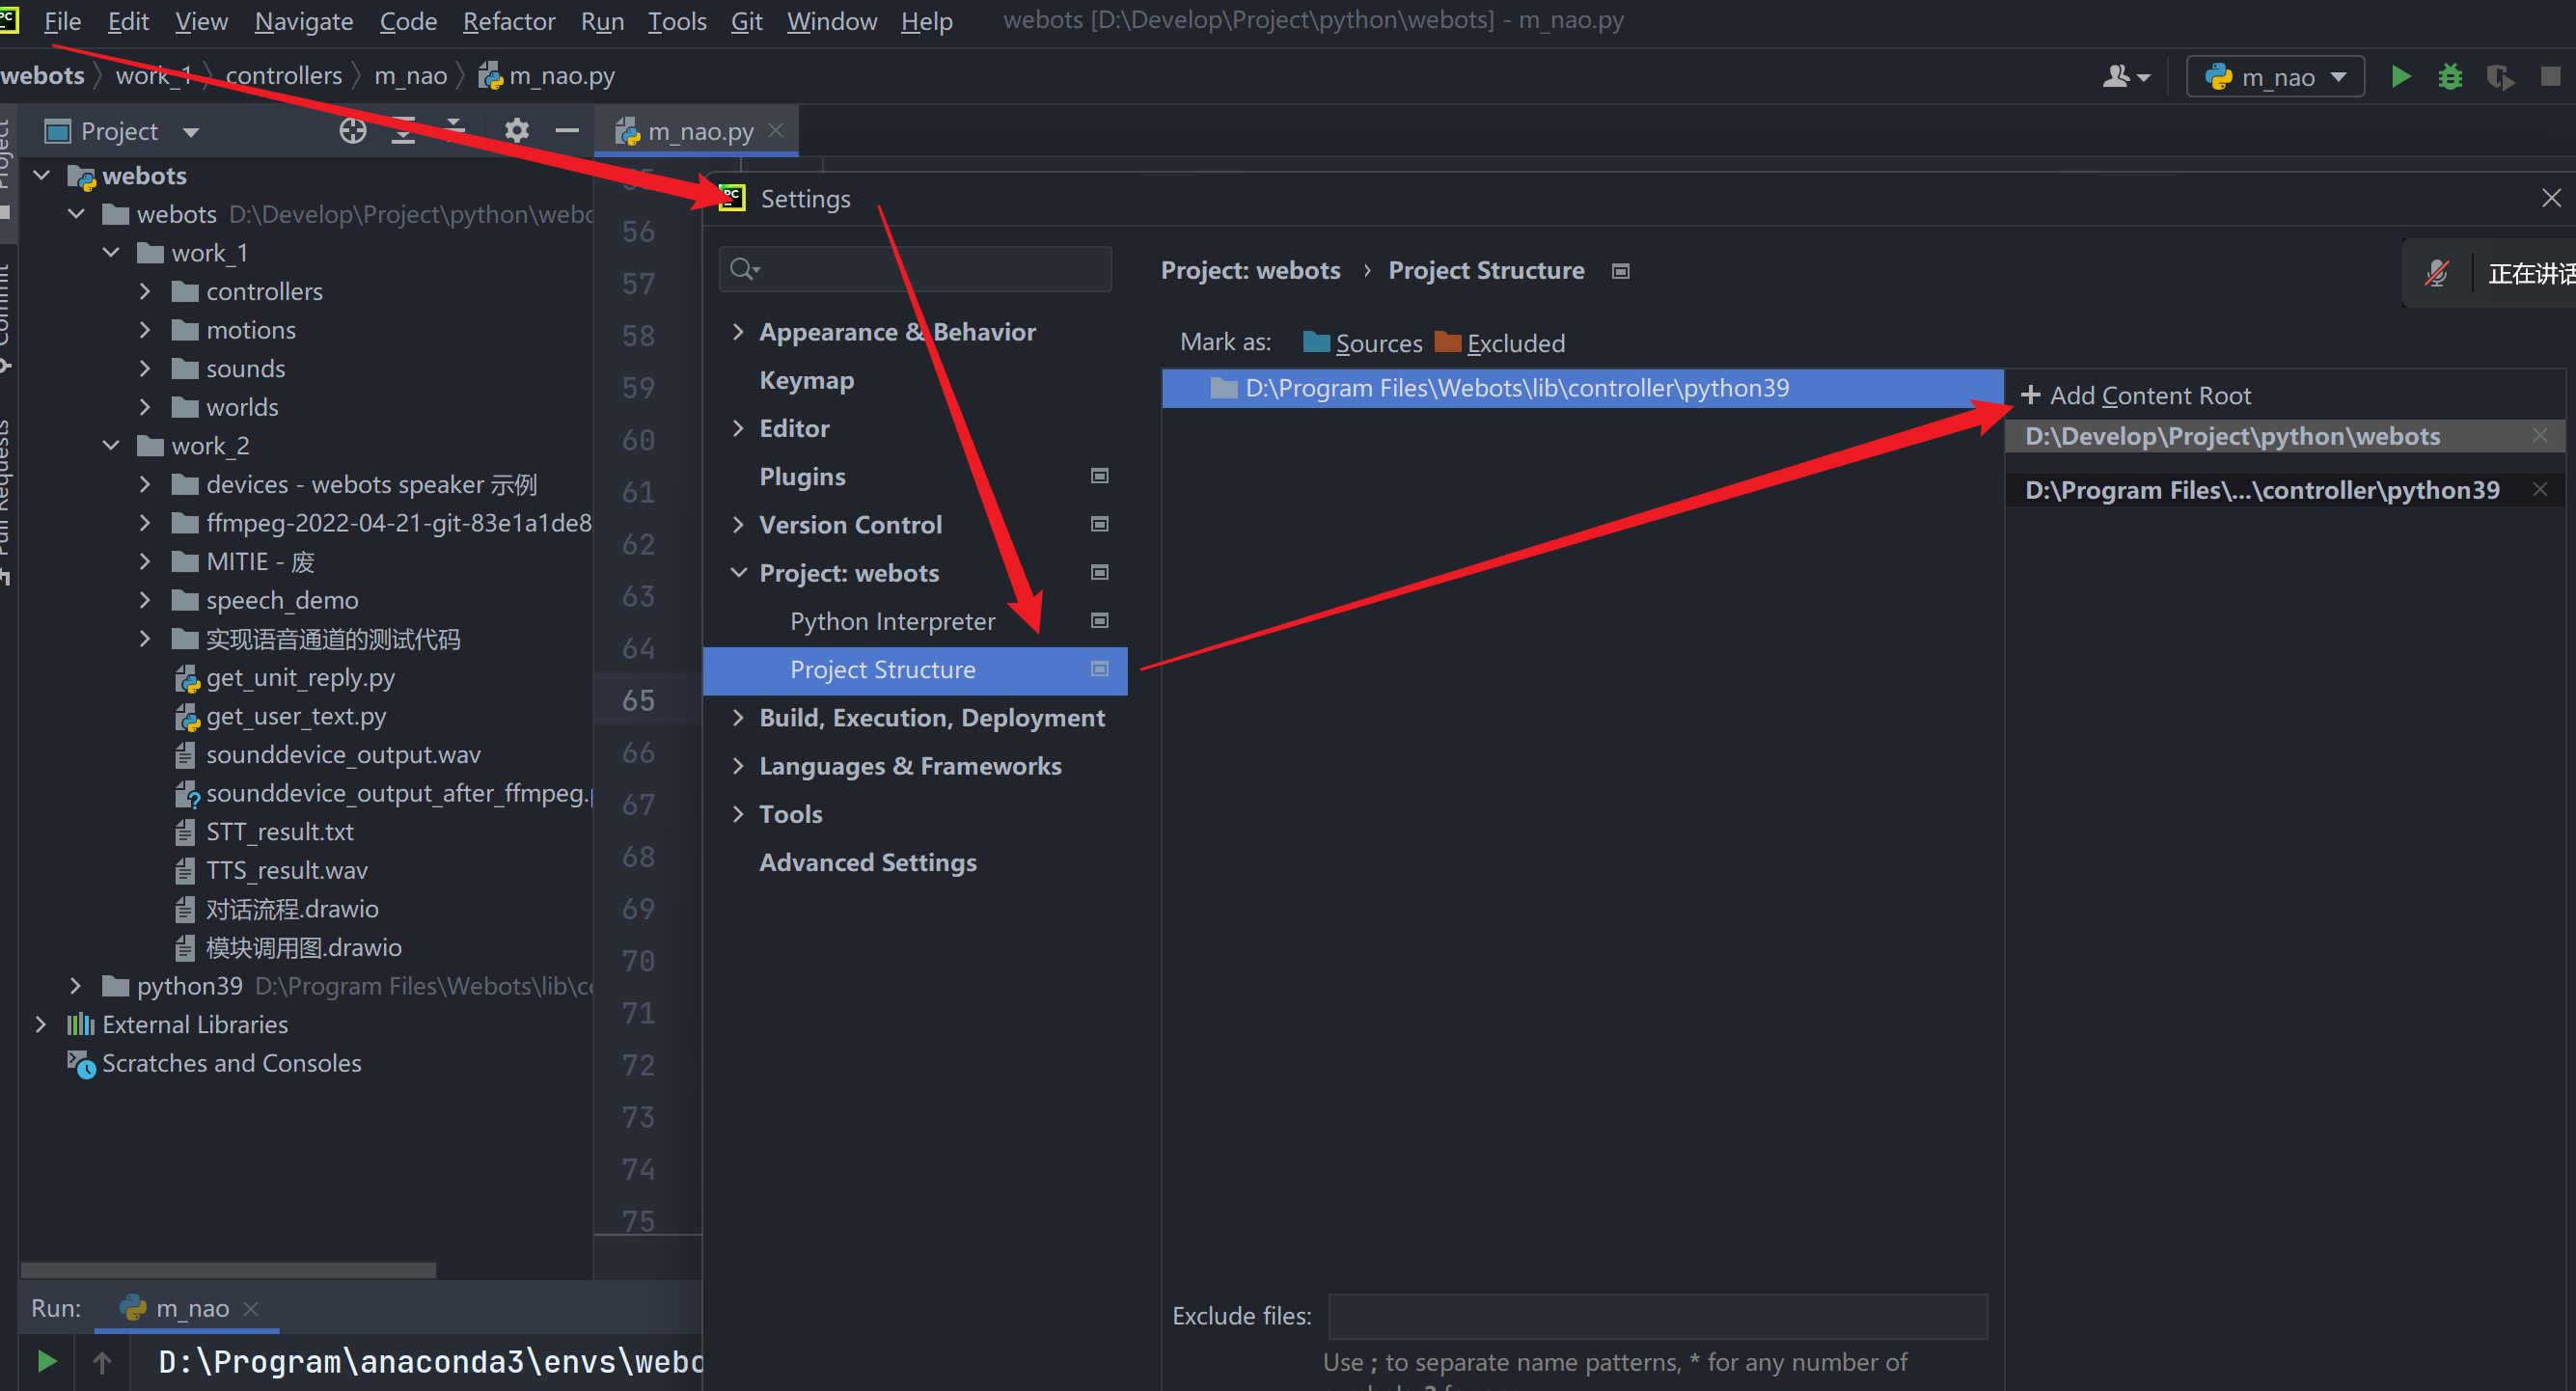 File Edit View Navigate Code Refactor Run Tools Git Window Help webots [D:\Develop\Project\python\webots] - m_nao.py
webots work_1 controllers m_nao m_nao.py
m_nao
Project
m_nao.py
Project
Commit
Pull Requests
webots
webots D:\Develop\Project\python\webo
work_1
controllers
motions
sounds
worlds
work_2
devices - webots speaker 示例
ffmpeg-2022-04-21-git-83e1a1de8
MITIE - 废
speech_demo
实现语音通道的测试代码
get_unit_reply.py
get_user_text.py
sounddevice_output.wav
sounddevice_output_after_ffmpeg.
STT_result.txt
TTS_result.wav
对话流程.drawio
模块调用图.drawio
python39 D:\Program Files\Webots\lib\co
External Libraries
Scratches and Consoles
56
57
58
59
60
61
62
63
64
65
66
67
68
69
70
71
72
73
74
75
Settings
Appearance & Behavior
Keymap
Editor
Plugins
Version Control
Project: webots
Python Interpreter
Project Structure
Build, Execution, Deployment
Languages & Frameworks
Tools
Advanced Settings
Project: webots › Project Structure
正在讲话
Mark as: Sources Excluded
D:\Program Files\Webots\lib\controller\python39
+ Add Content Root
D:\Develop\Project\python\webots
D:\Program Files\...\controller\python39
Exclude files:
Use ; to separate name patterns, * for any number of
Run: m_nao
D:\Program\anaconda3\envs\webo